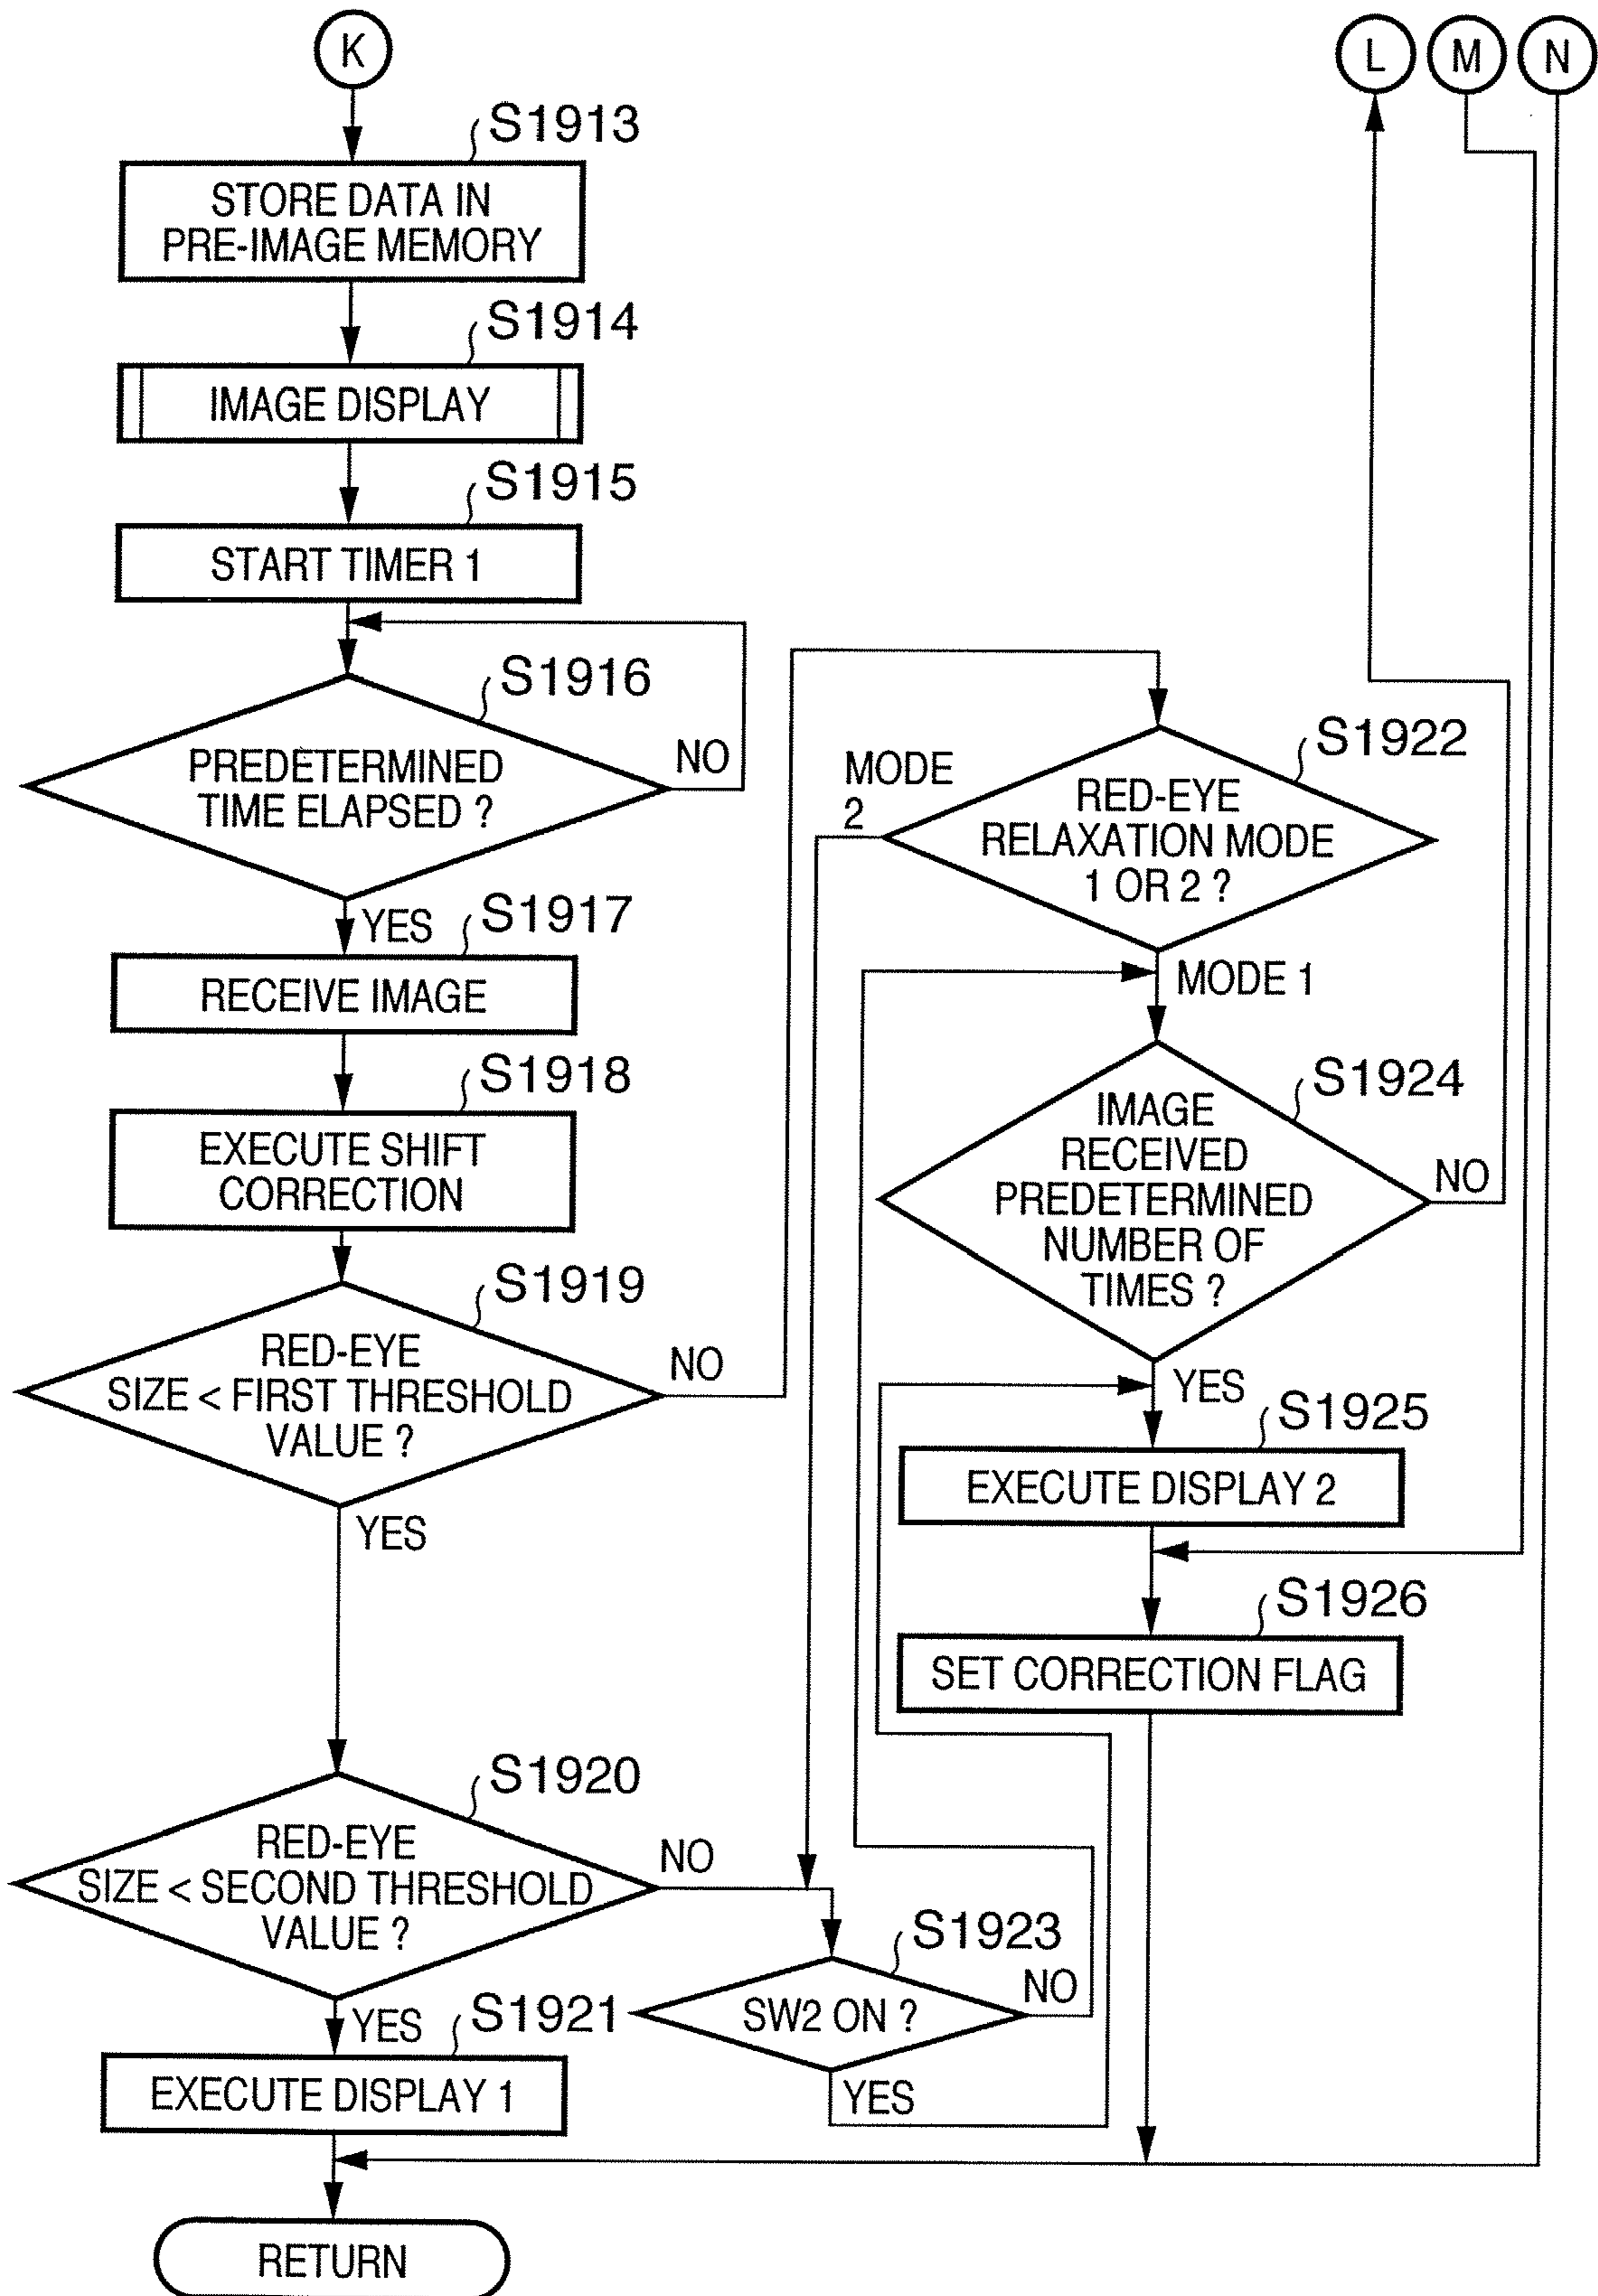 K
L M N
S1913
STORE DATA IN
PRE-IMAGE MEMORY
S1914
IMAGE DISPLAY
S1915
START TIMER 1
S1916
PREDETERMINED
TIME ELAPSED ?
NO
YES
S1917
RECEIVE IMAGE
S1918
EXECUTE SHIFT
CORRECTION
S1919
RED-EYE
SIZE < FIRST THRESHOLD
VALUE ?
NO
YES
S1920
RED-EYE
SIZE < SECOND THRESHOLD
VALUE ?
NO
YES
S1921
EXECUTE DISPLAY 1
RETURN
S1922
MODE
2
RED-EYE
RELAXATION MODE
1 OR 2 ?
MODE 1
S1924
IMAGE
RECEIVED
PREDETERMINED
NUMBER OF
TIMES ?
NO
YES
S1925
EXECUTE DISPLAY 2
S1926
SET CORRECTION FLAG
S1923
SW2 ON ?
NO
YES